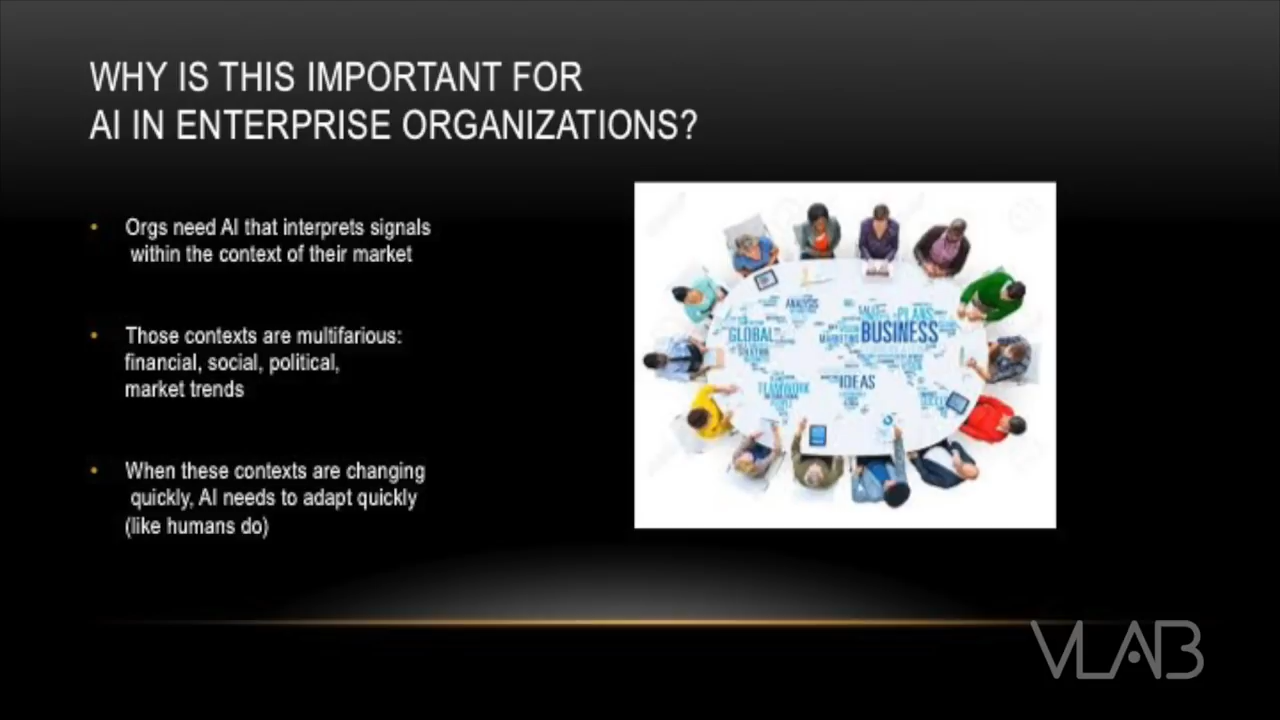 WHY IS THIS IMPORTANT FOR
AI IN ENTERPRISE ORGANIZATIONS?
• Orgs need AI that interprets signals
within the context of their market
• Those contexts are multifarious:
financial, social, political,
market trends
• When these contexts are changing
quickly, AI needs to adapt quickly
(like humans do)
ANALYSIS
PLANS
GLOBAL
MARKETING
BUSINESS
TEAMWORK
IDEAS
VLAB